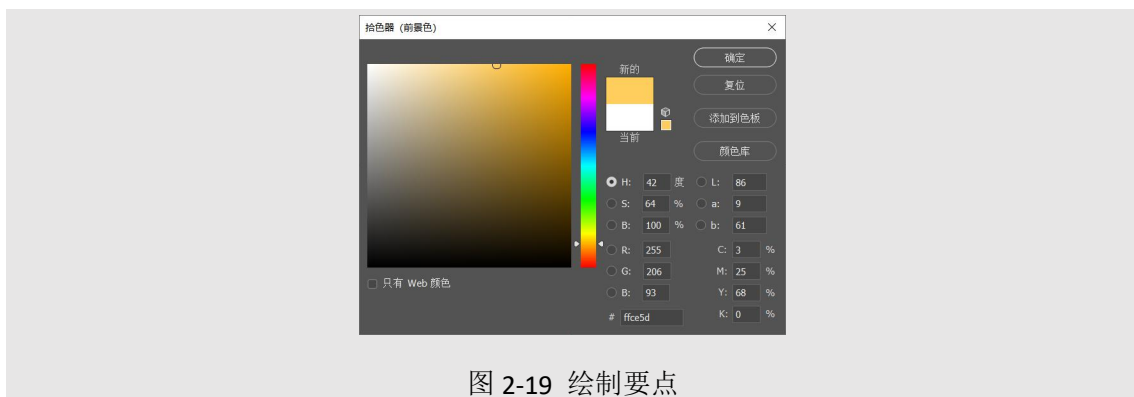 拾色器 (前景色)
确定
新的
复位
添加到色板
当前
颜色库
H: 42 度 L: 86
S: 64 % a: 9
B: 100 % b: 61
R: 255 C: 3 %
G: 206 M: 25 %
只有 Web 颜色
B: 93 Y: 68 %
# ffce5d K: 0 %
图 2-19 绘制要点